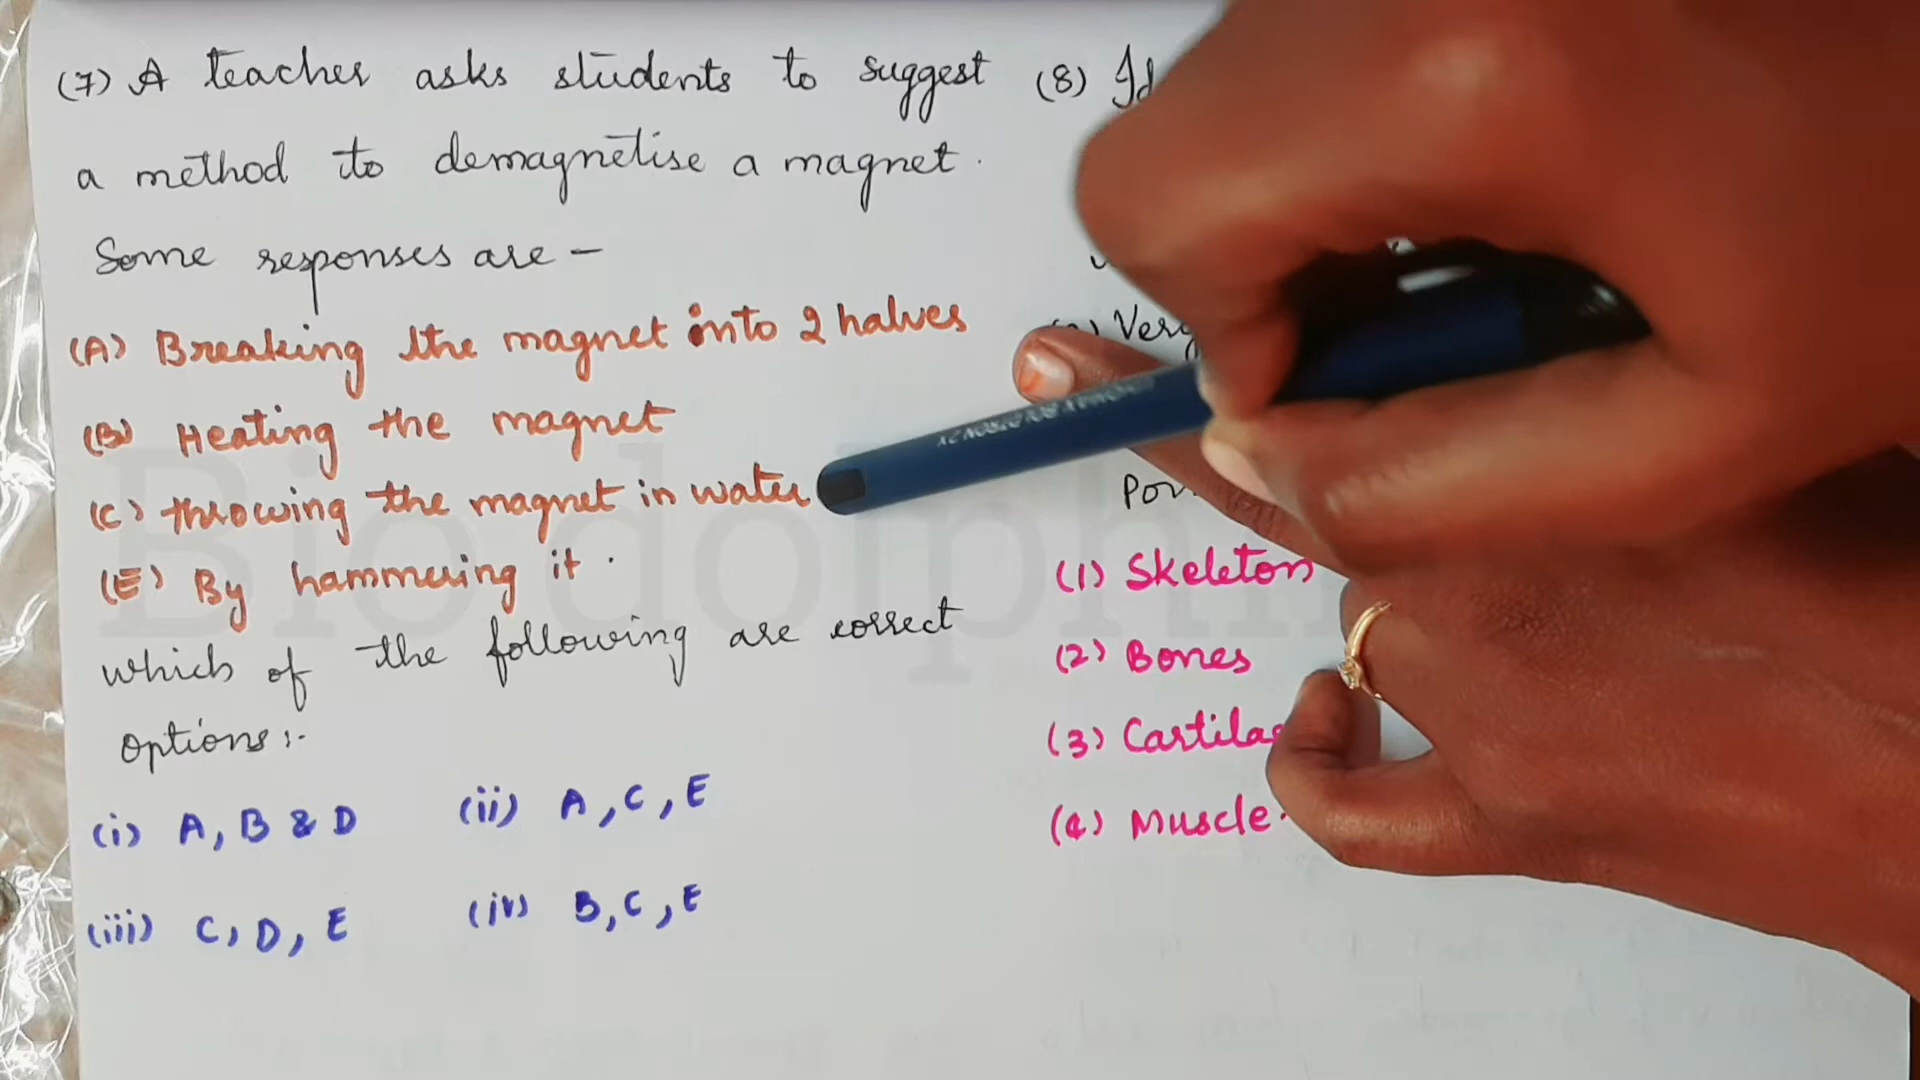 (7) A teacher asks students to suggest
a method to demagnetise a magnet.
Some responses are -
(A) Breaking the magnet into 2 halves
(B) Heating the magnet
(C) throwing the magnet in water
(E) By hammering it.
which of the following are correct
options:-
(i) A, B & D (ii) A, C, E
(iii) C, D, E (iv) B, C, E
(8)
(1) Skeleton
(2) Bones
(3)
(4) Muscle.
Bio dolph